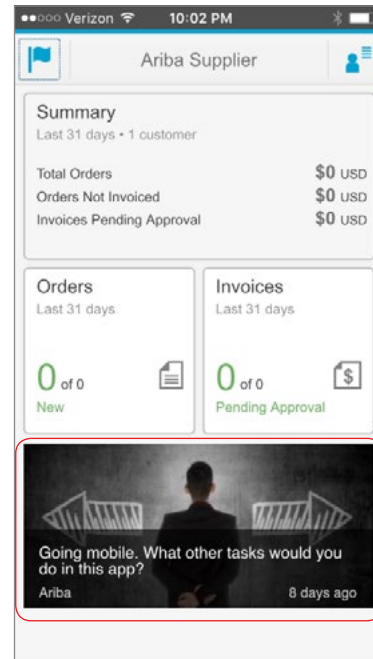 Verizon 10:02 PM
Ariba Supplier
Summary
Last 31 days • 1 customer
Total Orders $0 USD
Orders Not Invoiced $0 USD
Invoices Pending Approval $0 USD
Orders
Last 31 days
0 of 0
New
Invoices
Last 31 days
$
0 of 0
Pending Approval
Going mobile. What other tasks would you
do in this app?
Ariba 8 days ago